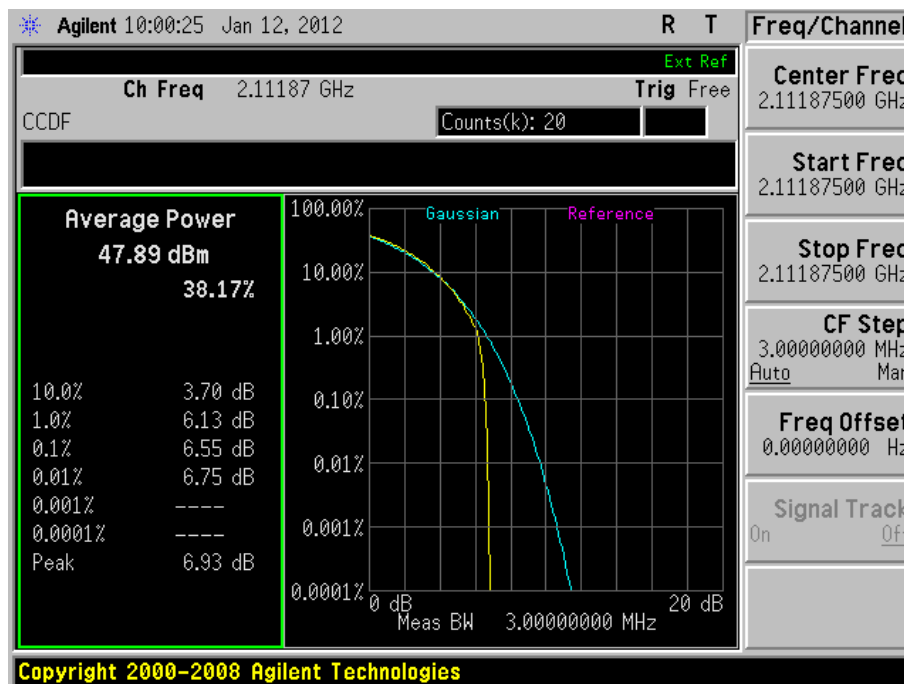 Agilent 10:00:25 Jan 12, 2012 R T
Ext Ref
Ch Freq 2.11187 GHz Trig Free
CCDF Counts(k): 20
Average Power
47.89 dBm
38.17%
10.0% 3.70 dB
1.0% 6.13 dB
0.1% 6.55 dB
0.01% 6.75 dB
0.001% ----
0.0001% ----
Peak 6.93 dB
Gaussian Reference
100.00%
10.00%
1.00%
0.10%
0.01%
0.001%
0.0001%
0 dB 20 dB
Meas BW 3.00000000 MHz
Freq/Channel
Center Freq
2.11187500 GHz
Start Freq
2.11187500 GHz
Stop Freq
2.11187500 GHz
CF Step
3.00000000 MHz
Auto Man
Freq Offset
0.00000000 Hz
Signal Track
On Off
Copyright 2000-2008 Agilent Technologies